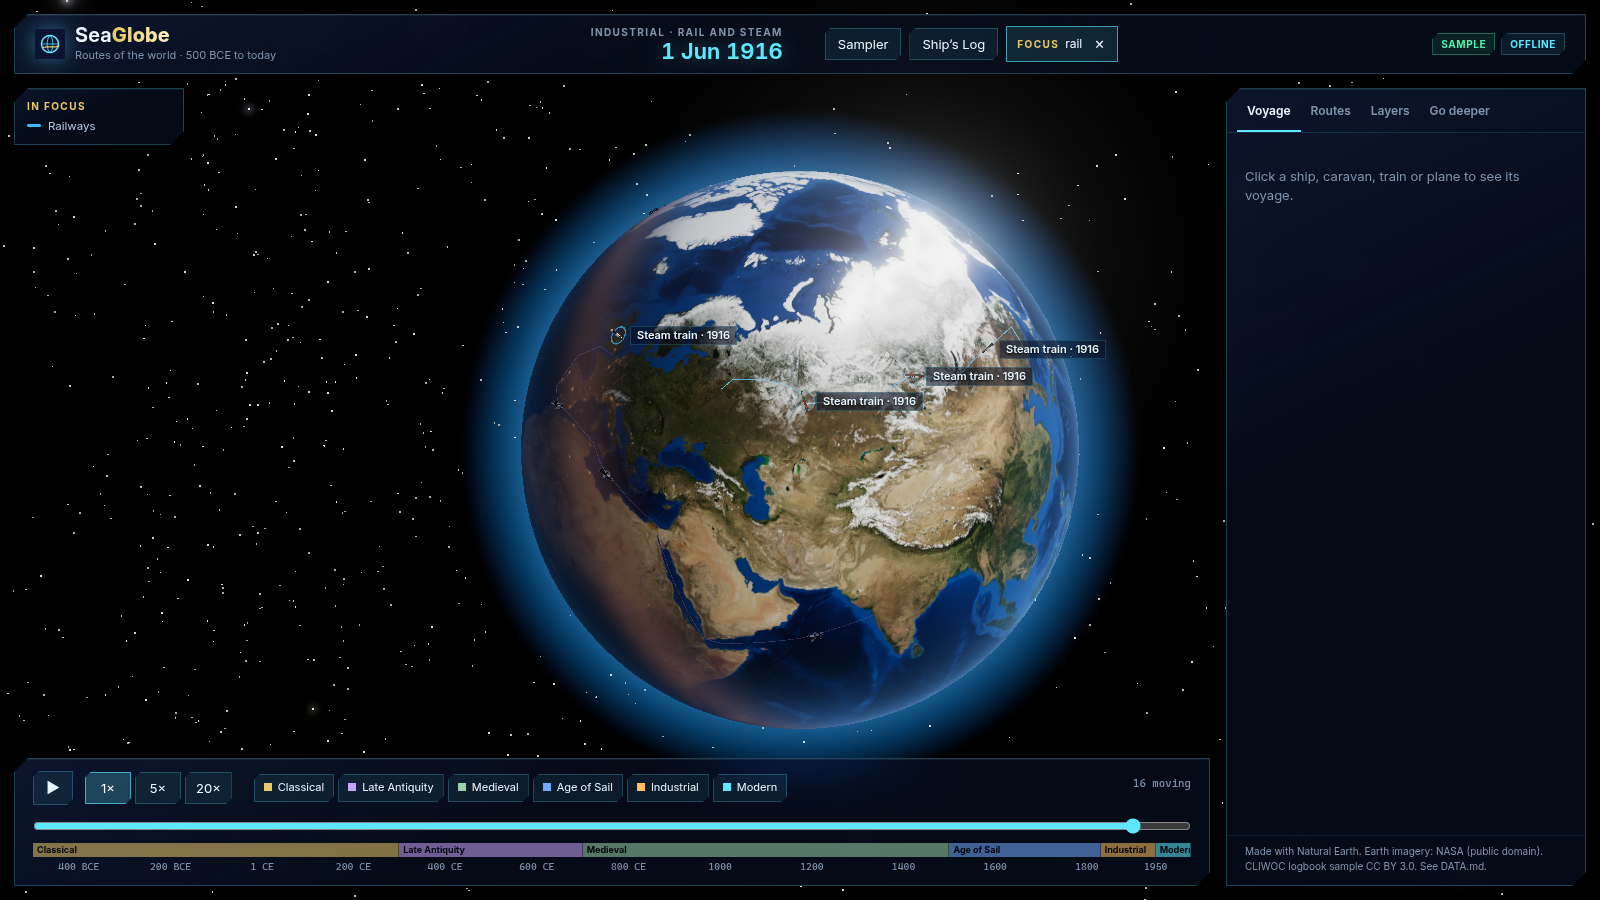 SeaGlobe
Routes of the world · 500 BCE to today
INDUSTRIAL · RAIL AND STEAM
1 Jun 1916
Sampler
Ship's Log
FOCUS rail ×
SAMPLE
OFFLINE
IN FOCUS
Railways
Voyage
Routes
Layers
Go deeper
Click a ship, caravan, train or plane to see its
voyage.
Steam train · 1916
Steam train · 1916
Steam train · 1916
Steam train · 1916
1×
5×
20×
Classical
Late Antiquity
Medieval
Age of Sail
Industrial
Modern
16 moving
Classical
Late Antiquity
Medieval
Age of Sail
Industrial
Modern
400 BCE
200 BCE
1 CE
200 CE
400 CE
600 CE
800 CE
1000
1200
1400
1600
1800
1950
Made with Natural Earth. Earth imagery: NASA (public domain).
CLIWOC logbook sample CC BY 3.0. See DATA.md.